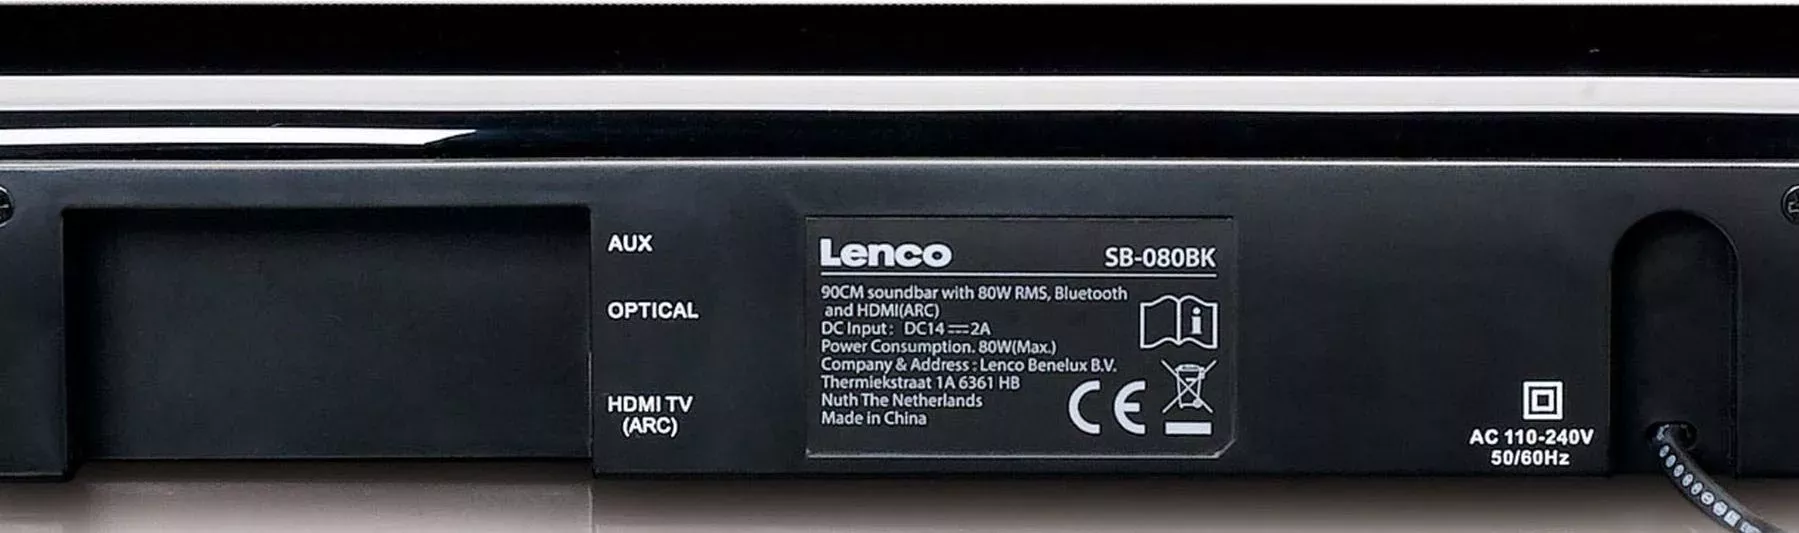 AUX
OPTICAL
HDMI TV
(ARC)
Lenco SB-080BK
90CM soundbar with 80W RMS, Bluetooth
and HDMI(ARC)
DC Input: DC14⎓2A
Power Consumption. 80W(Max.)
Company & Address : Lenco Benelux B.V.
Thermiekstraat 1A 6361 HB
Nuth The Netherlands
Made in China
CE
AC 110-240V
50/60Hz